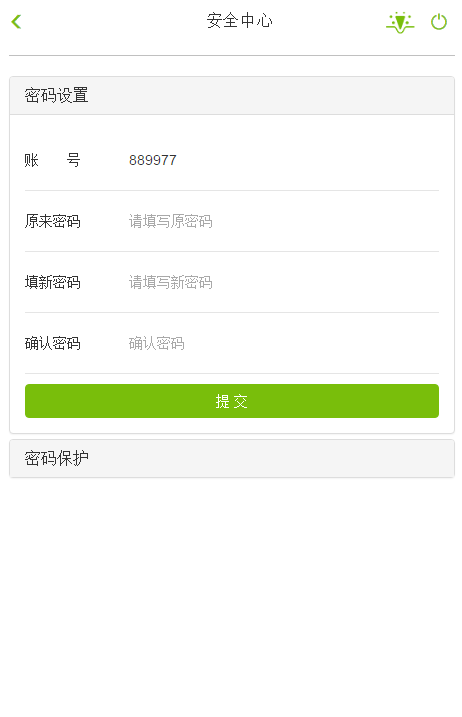 安全中心
密码设置
账 号 889977
原来密码 请填写原密码
填新密码 请填写新密码
确认密码 确认密码
提 交
密码保护